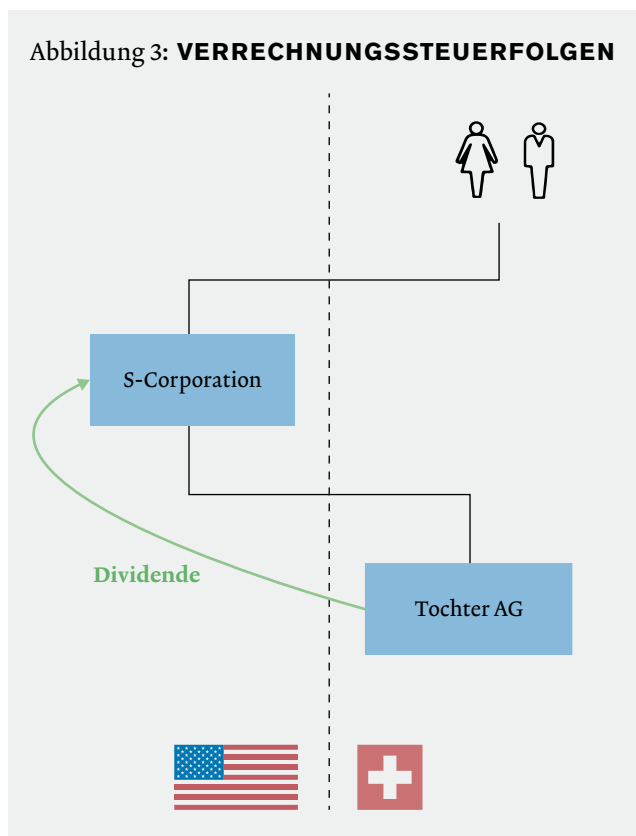 Abbildung 3: VERRECHNUNGSSTEUERFOLGEN
S-Corporation
Dividende
Tochter AG